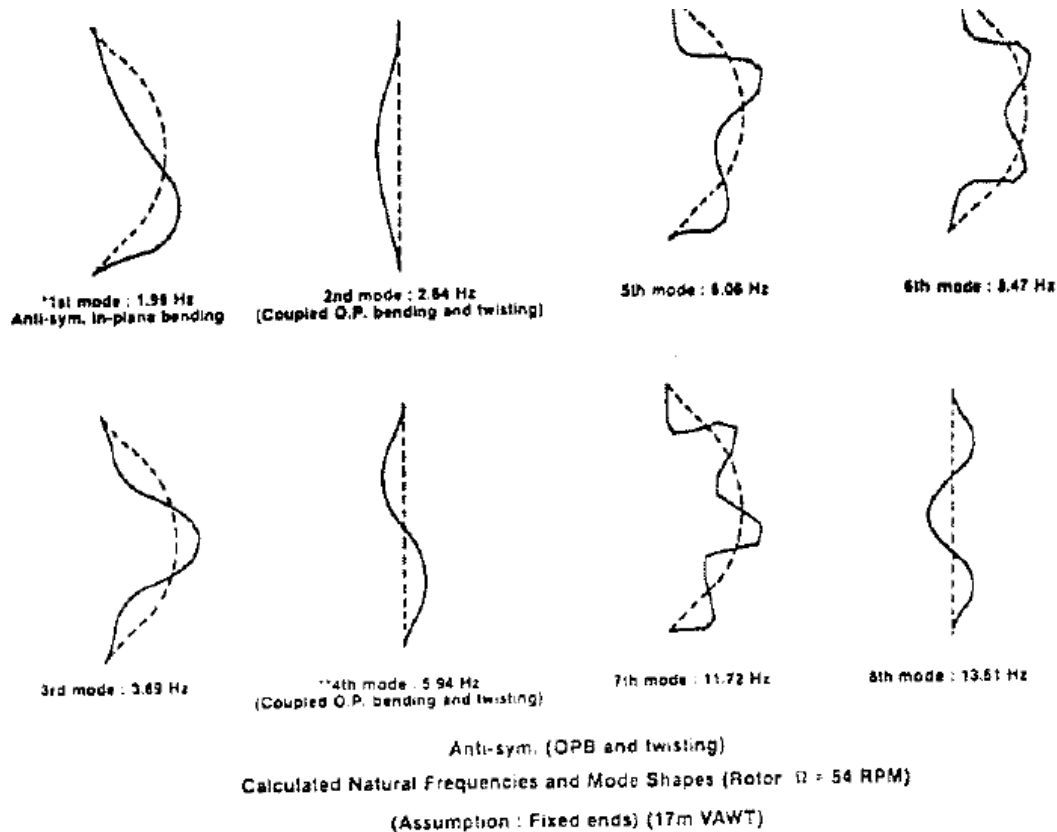 *1st mode : 1.98 Hz
Anti-sym. In-plane bending
2nd mode : 2.64 Hz
(Coupled O.P. bending and twisting)
5th mode : 6.06 Hz
6th mode : 8.47 Hz
3rd mode : 3.69 Hz
**4th mode : 5.94 Hz
(Coupled O.P. bending and twisting)
7th mode : 11.72 Hz
8th mode : 13.51 Hz
Anti-sym. (OPB and twisting)
Calculated Natural Frequencies and Mode Shapes (Rotor Ω = 54 RPM)
(Assumption : Fixed ends) (17m VAWT)